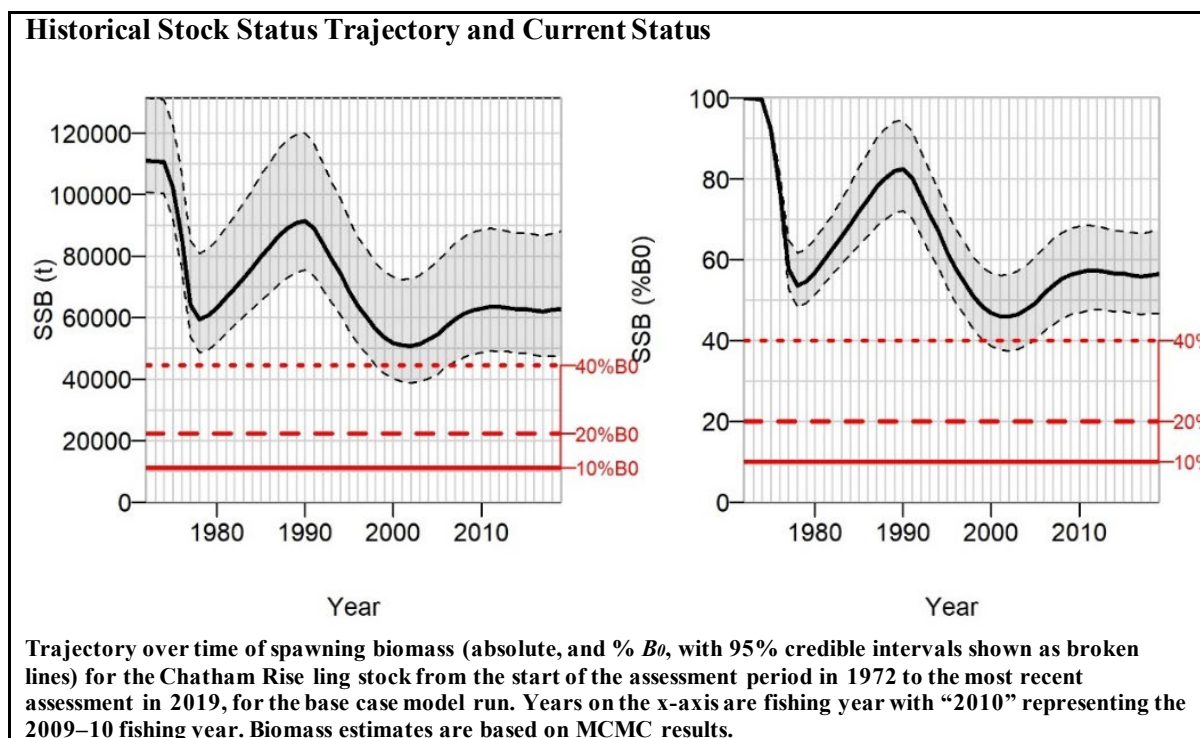 Historical Stock Status Trajectory and Current Status
120000
100000
80000
60000
40000
20000
0
SSB (t)
40%B0
20%B0
10%B0
1980 1990 2000 2010
Year
100
80
60
40
20
0
SSB (%B0)
40%
20%
10%
1980 1990 2000 2010
Year
Trajectory over time of spawning biomass (absolute, and % B0, with 95% credible intervals shown as broken
lines) for the Chatham Rise ling stock from the start of the assessment period in 1972 to the most recent
assessment in 2019, for the base case model run. Years on the x-axis are fishing year with “2010” representing the
2009–10 fishing year. Biomass estimates are based on MCMC results.